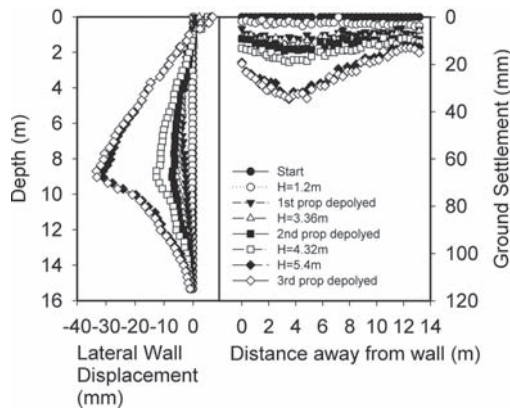 0
2
4
6
8
10
12
14
16
Depth (m)
-40-30-20-10 0
Lateral Wall
Displacement
(mm)
Start
H=1.2m
1st prop depolyed
H=3.36m
2nd prop depolyed
H=4.32m
H=5.4m
3rd prop depolyed
0 2 4 6 8 10 12 14
Distance away from wall (m)
0
20
40
60
80
100
120
Ground Settlement (m)